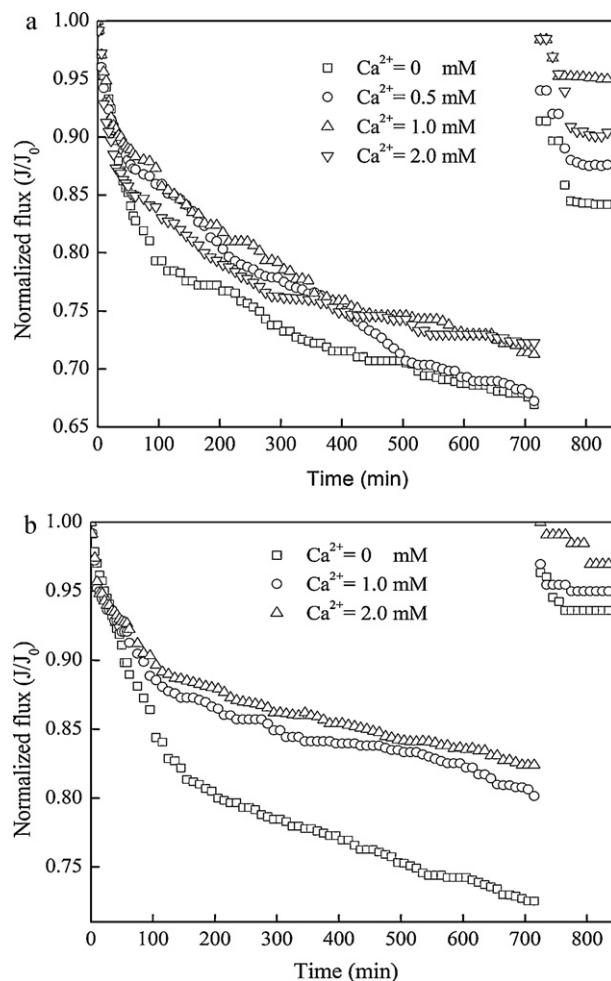 a
1.00
0.95
0.90
0.85
0.80
0.75
0.70
0.65
Normalized flux (J/J₀)
Ca²⁺= 0 mM
Ca²⁺= 0.5 mM
Ca²⁺= 1.0 mM
Ca²⁺= 2.0 mM
0 100 200 300 400 500 600 700 800
Time (min)
b
1.00
0.95
0.90
0.85
0.80
0.75
Normalized flux (J/J₀)
Ca²⁺= 0 mM
Ca²⁺= 1.0 mM
Ca²⁺= 2.0 mM
0 100 200 300 400 500 600 700 800
Time (min)